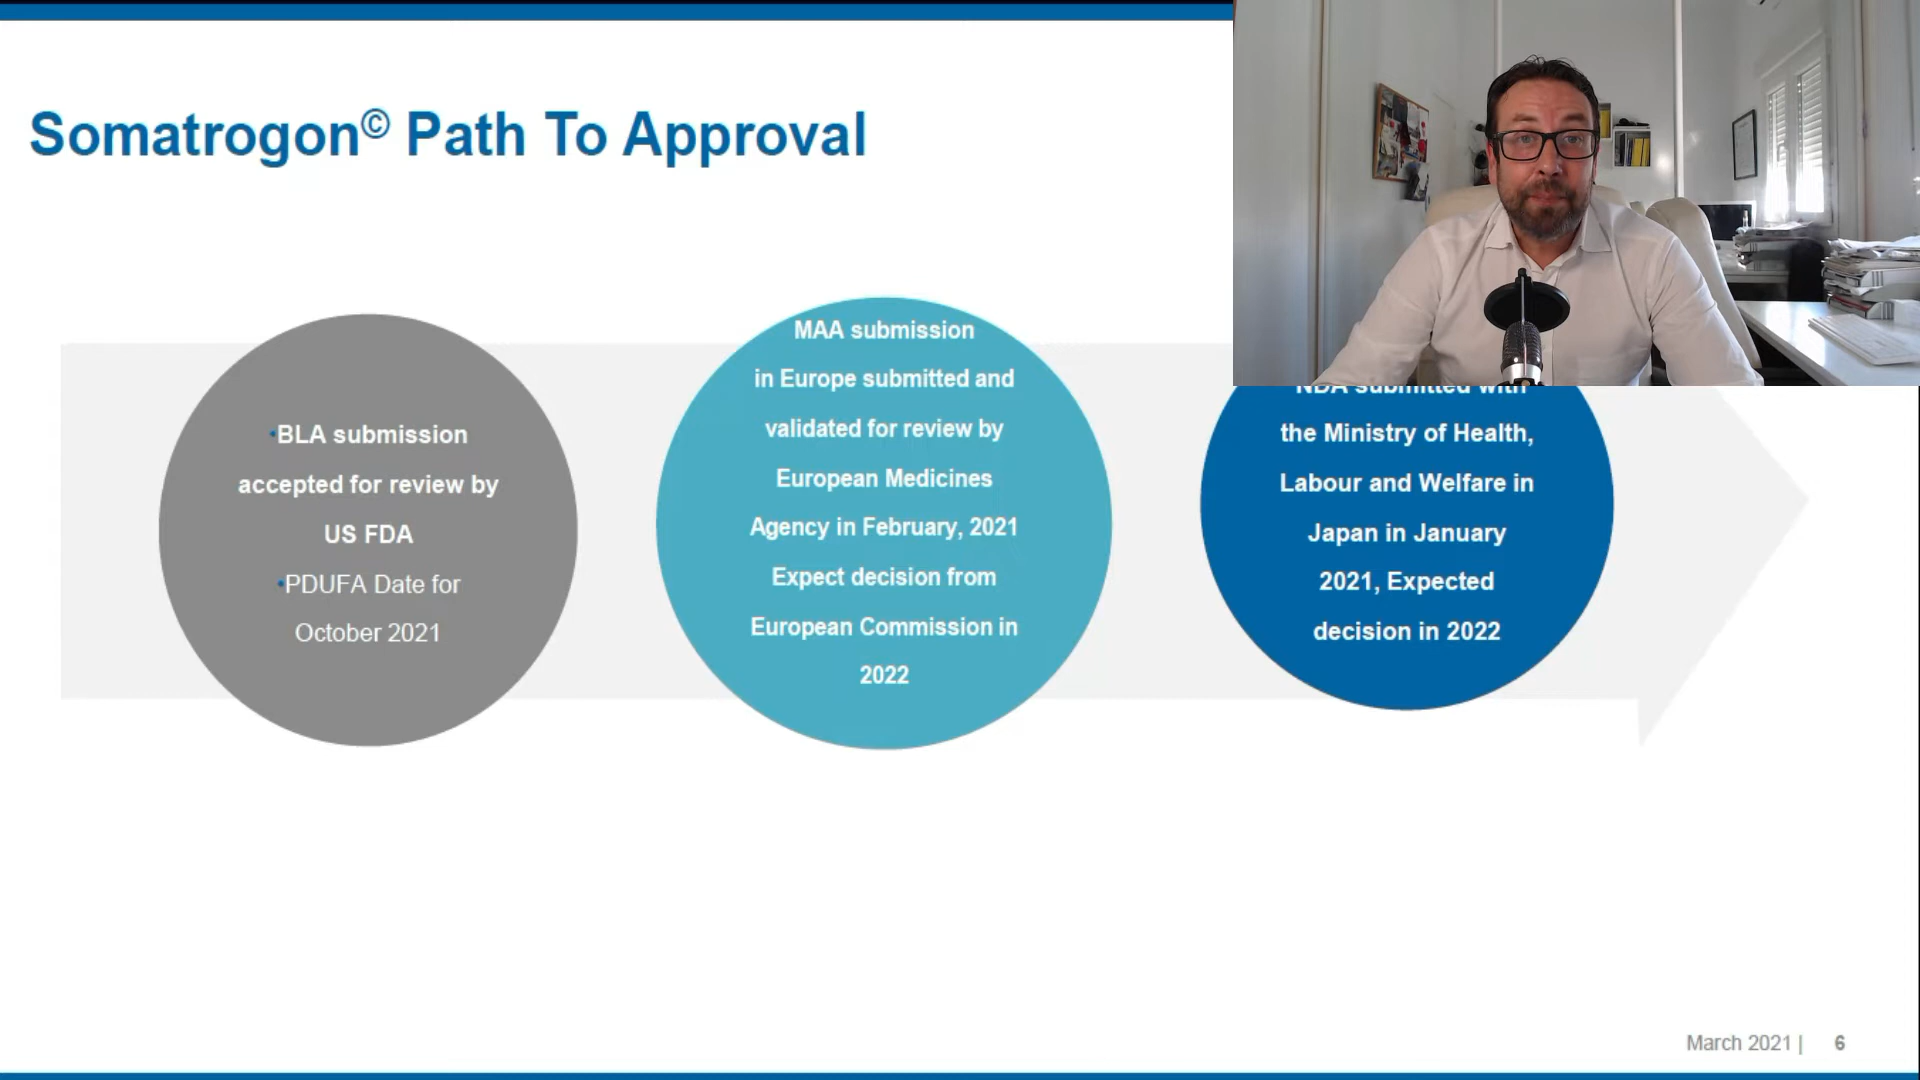 Somatrogon© Path To Approval
•BLA submission
accepted for review by
US FDA
•PDUFA Date for
October 2021
MAA submission
in Europe submitted and
validated for review by
European Medicines
Agency in February, 2021
Expect decision from
European Commission in
2022
NDA submitted with
the Ministry of Health,
Labour and Welfare in
Japan in January
2021, Expected
decision in 2022
March 2021 | 6